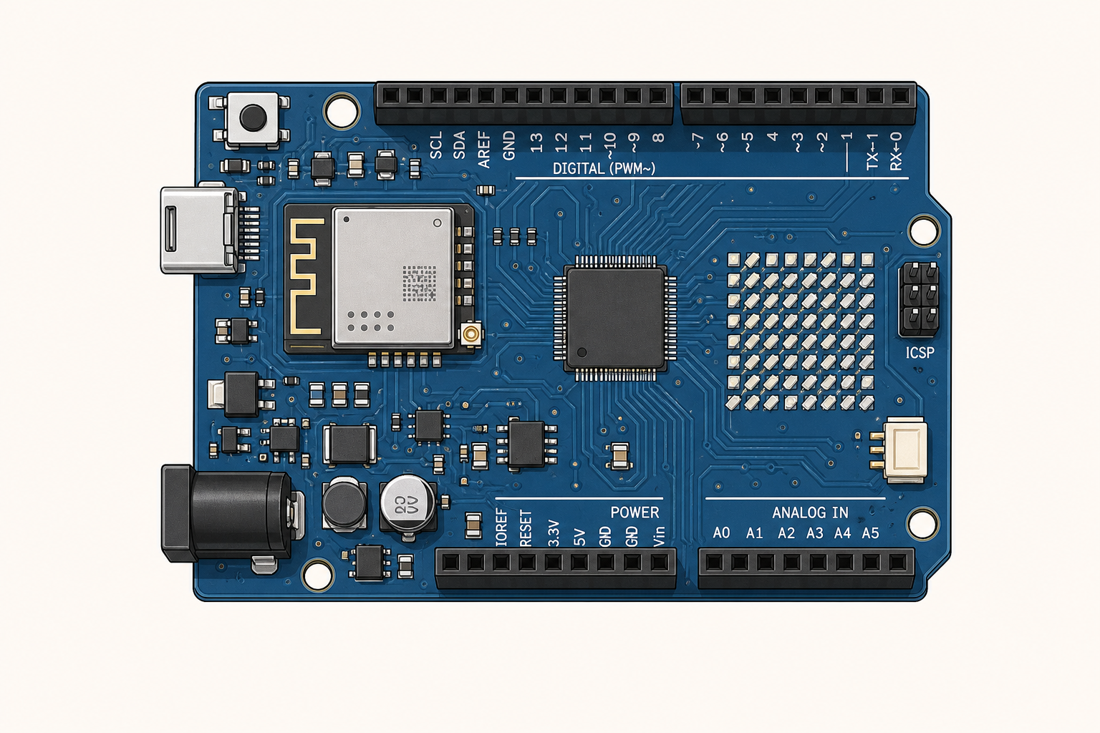 SCL
SDA
AREF
GND
13
12
11
~10
~9
8
~7
~6
~5
4
~3
~2
1
TX←1
RX←0
DIGITAL (PWM~)
ICSP
POWER
IOREF
RESET
3.3V
5V
GND
GND
Vin
ANALOG IN
A0 A1 A2 A3 A4 A5